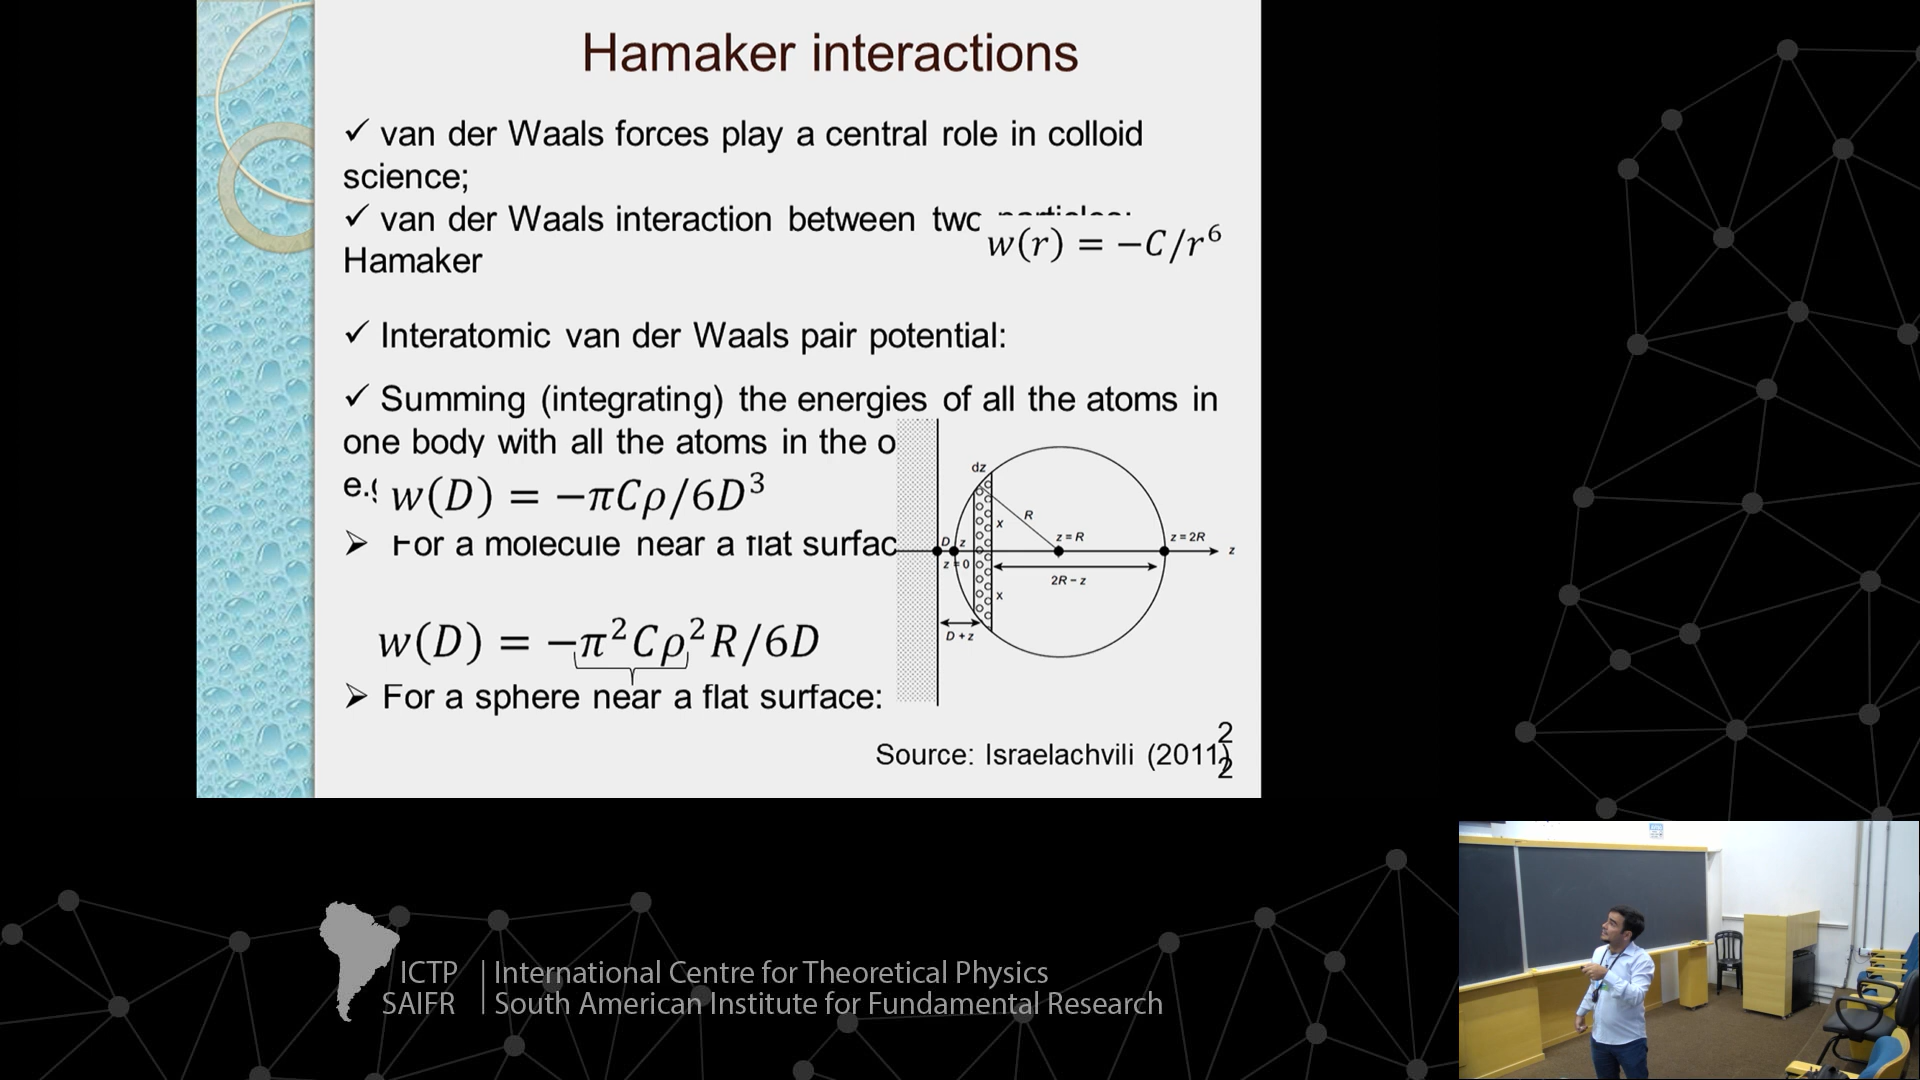 Hamaker interactions
✓ van der Waals forces play a central role in colloid
science;
✓ van der Waals interaction between two particles:
w(r) = −C/r⁶
Hamaker
✓ Interatomic van der Waals pair potential:
✓ Summing (integrating) the energies of all the atoms in
one body with all the atoms in the o
e.g
w(D) = −πCρ/6D³
➢ For a molecule near a flat surfac
w(D) = −π²Cρ²R/6D
➢ For a sphere near a flat surface:
dz
R
x
D z
z = R
z = 2R
z
z = 0
2R − z
x
D + z
Source: Israelachvili (2011)
2
2
ICTP | International Centre for Theoretical Physics
SAIFR | South American Institute for Fundamental Research